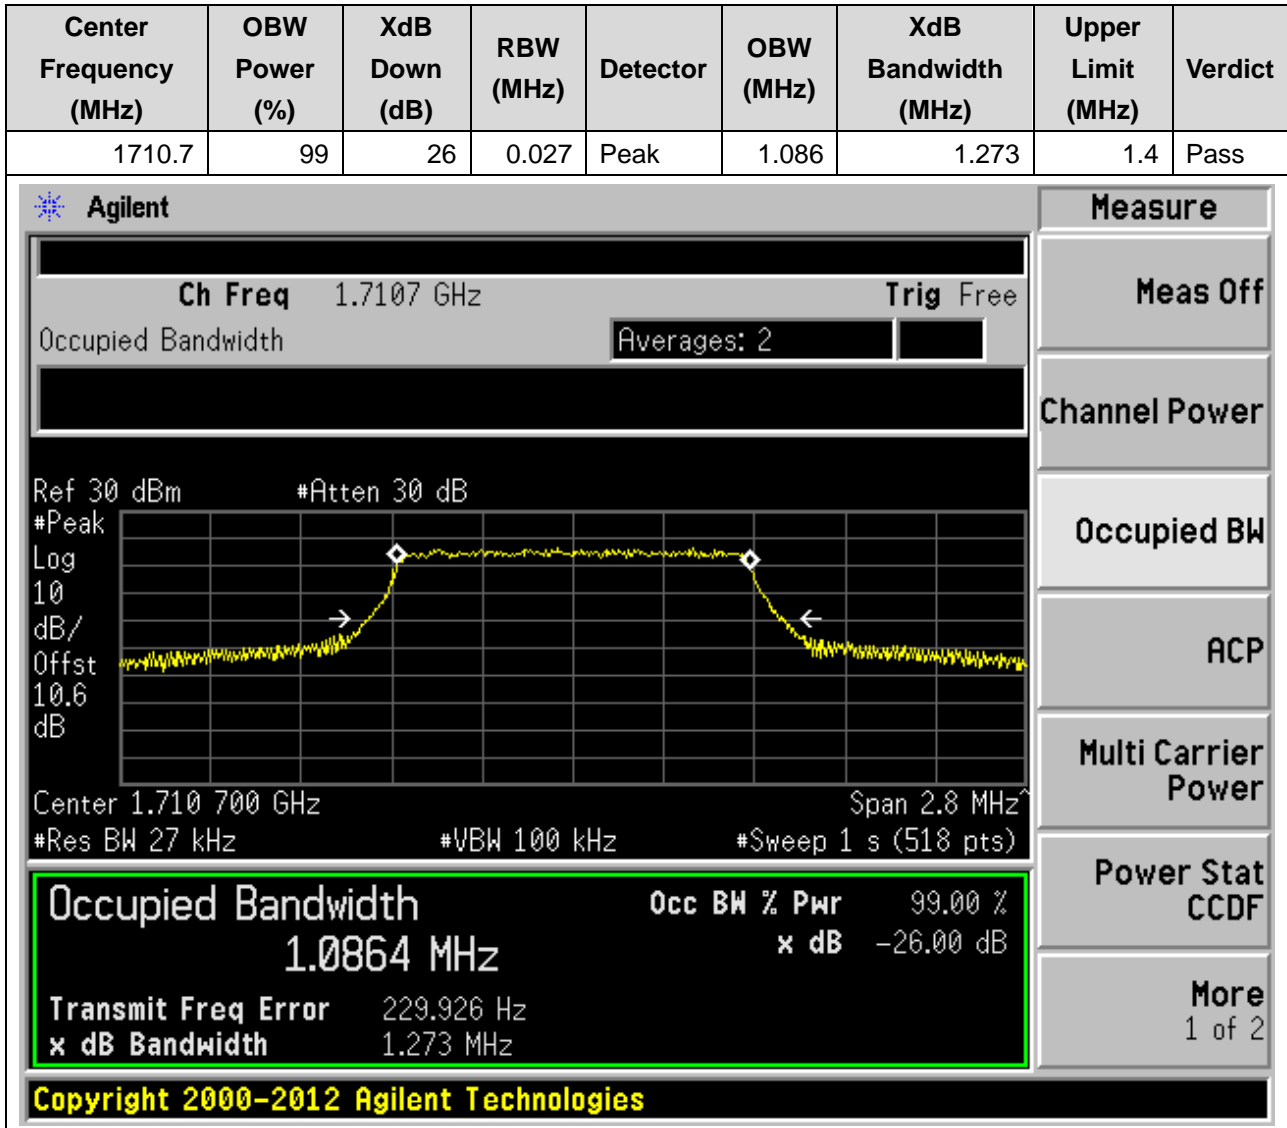 Center Frequency (MHz) OBW Power (%) XdB Down (dB) RBW (MHz) Detector OBW (MHz) XdB Bandwidth (MHz) Upper Limit (MHz) Verdict
1710.7 99 26 0.027 Peak 1.086 1.273 1.4 Pass
Agilent
Measure
Ch Freq 1.7107 GHz Trig Free
Meas Off
Occupied Bandwidth Averages: 2
Channel Power
Ref 30 dBm #Atten 30 dB
#Peak
Log
10
dB/
Offst
10.6
dB
Occupied BW
ACP
Multi Carrier
Power
Center 1.710 700 GHz Span 2.8 MHz^
#Res BW 27 kHz #VBW 100 kHz #Sweep 1 s (518 pts)
Power Stat
CCDF
Occupied Bandwidth Occ BW % Pwr 99.00 %
1.0864 MHz x dB -26.00 dB
Transmit Freq Error 229.926 Hz
x dB Bandwidth 1.273 MHz
More
1 of 2
Copyright 2000-2012 Agilent Technologies